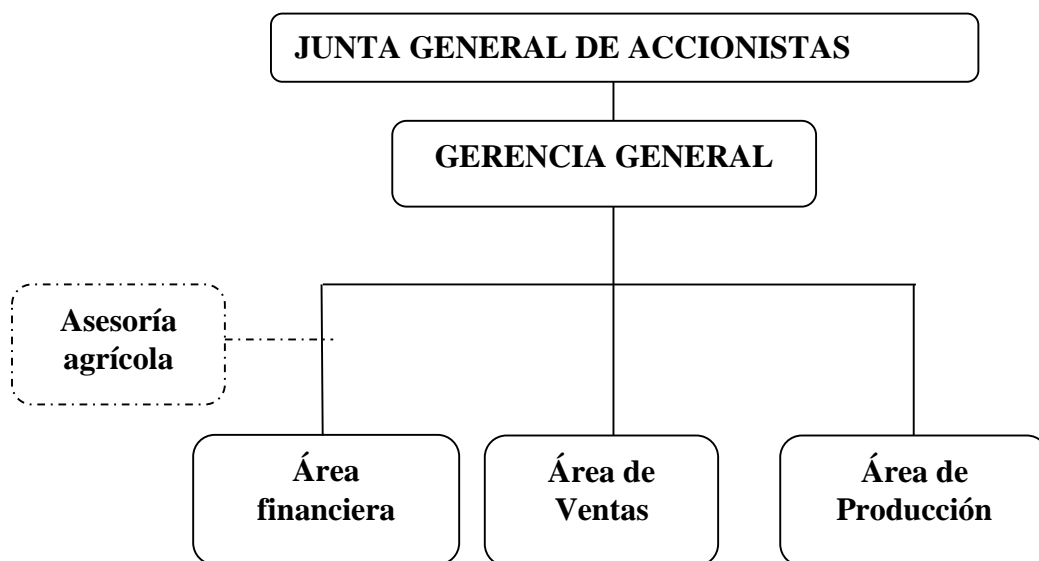 JUNTA GENERAL DE ACCIONISTAS
GERENCIA GENERAL
Asesoría
agrícola
Área
financiera
Área de
Ventas
Área de
Producción